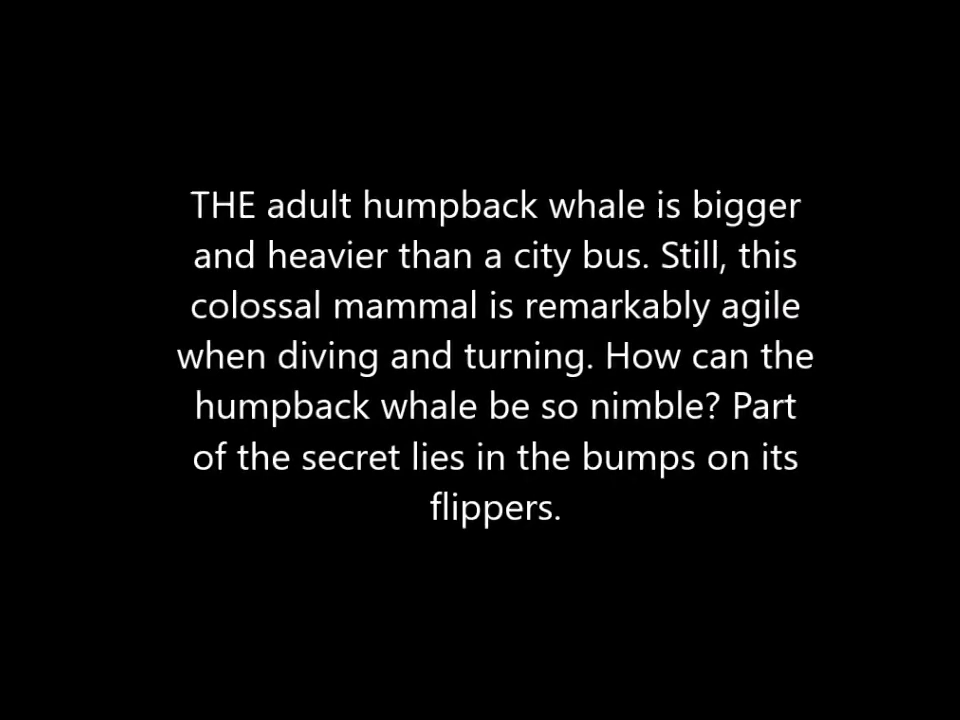 THE adult humpback whale is bigger
and heavier than a city bus. Still, this
colossal mammal is remarkably agile
when diving and turning. How can the
humpback whale be so nimble? Part
of the secret lies in the bumps on its
flippers.